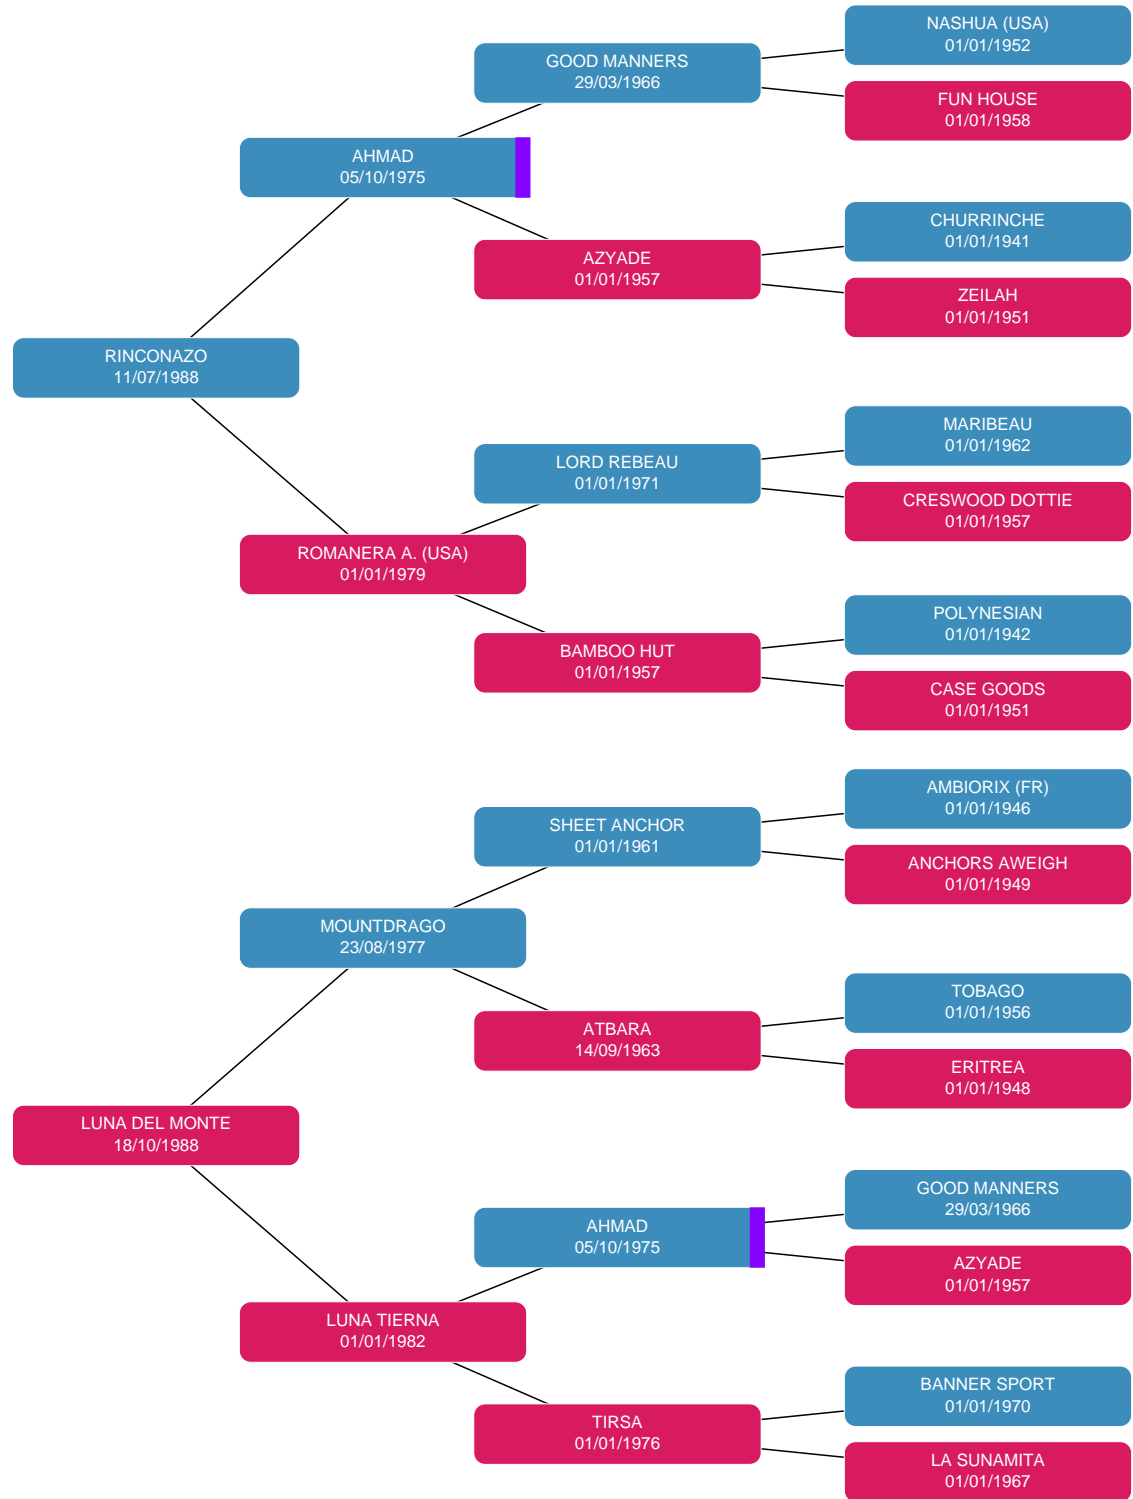 NASHUA (USA)
01/01/1952
GOOD MANNERS
29/03/1966
FUN HOUSE
01/01/1958
AHMAD
05/10/1975
CHURRINCHE
01/01/1941
AZYADE
01/01/1957
ZEILAH
01/01/1951
RINCONAZO
11/07/1988
MARIBEAU
01/01/1962
LORD REBEAU
01/01/1971
CRESWOOD DOTTIE
01/01/1957
ROMANERA A. (USA)
01/01/1979
POLYNESIAN
01/01/1942
BAMBOO HUT
01/01/1957
CASE GOODS
01/01/1951
AMBIORIX (FR)
01/01/1946
SHEET ANCHOR
01/01/1961
ANCHORS AWEIGH
01/01/1949
MOUNTDRAGO
23/08/1977
TOBAGO
01/01/1956
ATBARA
14/09/1963
ERITREA
01/01/1948
LUNA DEL MONTE
18/10/1988
GOOD MANNERS
29/03/1966
AHMAD
05/10/1975
AZYADE
01/01/1957
LUNA TIERNA
01/01/1982
BANNER SPORT
01/01/1970
TIRSA
01/01/1976
LA SUNAMITA
01/01/1967